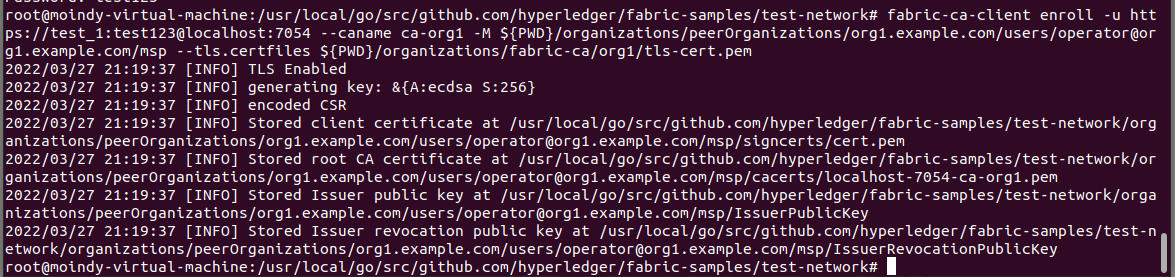 root@moindy-virtual-machine:/usr/local/go/src/github.com/hyperledger/fabric-samples/test-network# fabric-ca-client enroll -u htt
ps://test_1:test123@localhost:7054 --caname ca-org1 -M ${PWD}/organizations/peerOrganizations/org1.example.com/users/operator@or
g1.example.com/msp --tls.certfiles ${PWD}/organizations/fabric-ca/org1/tls-cert.pem
2022/03/27 21:19:37 [INFO] TLS Enabled
2022/03/27 21:19:37 [INFO] generating key: &{A:ecdsa S:256}
2022/03/27 21:19:37 [INFO] encoded CSR
2022/03/27 21:19:37 [INFO] Stored client certificate at /usr/local/go/src/github.com/hyperledger/fabric-samples/test-network/org
anizations/peerOrganizations/org1.example.com/users/operator@org1.example.com/msp/signcerts/cert.pem
2022/03/27 21:19:37 [INFO] Stored root CA certificate at /usr/local/go/src/github.com/hyperledger/fabric-samples/test-network/or
ganizations/peerOrganizations/org1.example.com/users/operator@org1.example.com/msp/cacerts/localhost-7054-ca-org1.pem
2022/03/27 21:19:37 [INFO] Stored Issuer public key at /usr/local/go/src/github.com/hyperledger/fabric-samples/test-network/orga
nizations/peerOrganizations/org1.example.com/users/operator@org1.example.com/msp/IssuerPublicKey
2022/03/27 21:19:37 [INFO] Stored Issuer revocation public key at /usr/local/go/src/github.com/hyperledger/fabric-samples/test-n
etwork/organizations/peerOrganizations/org1.example.com/users/operator@org1.example.com/msp/IssuerRevocationPublicKey
root@moindy-virtual-machine:/usr/local/go/src/github.com/hyperledger/fabric-samples/test-network#